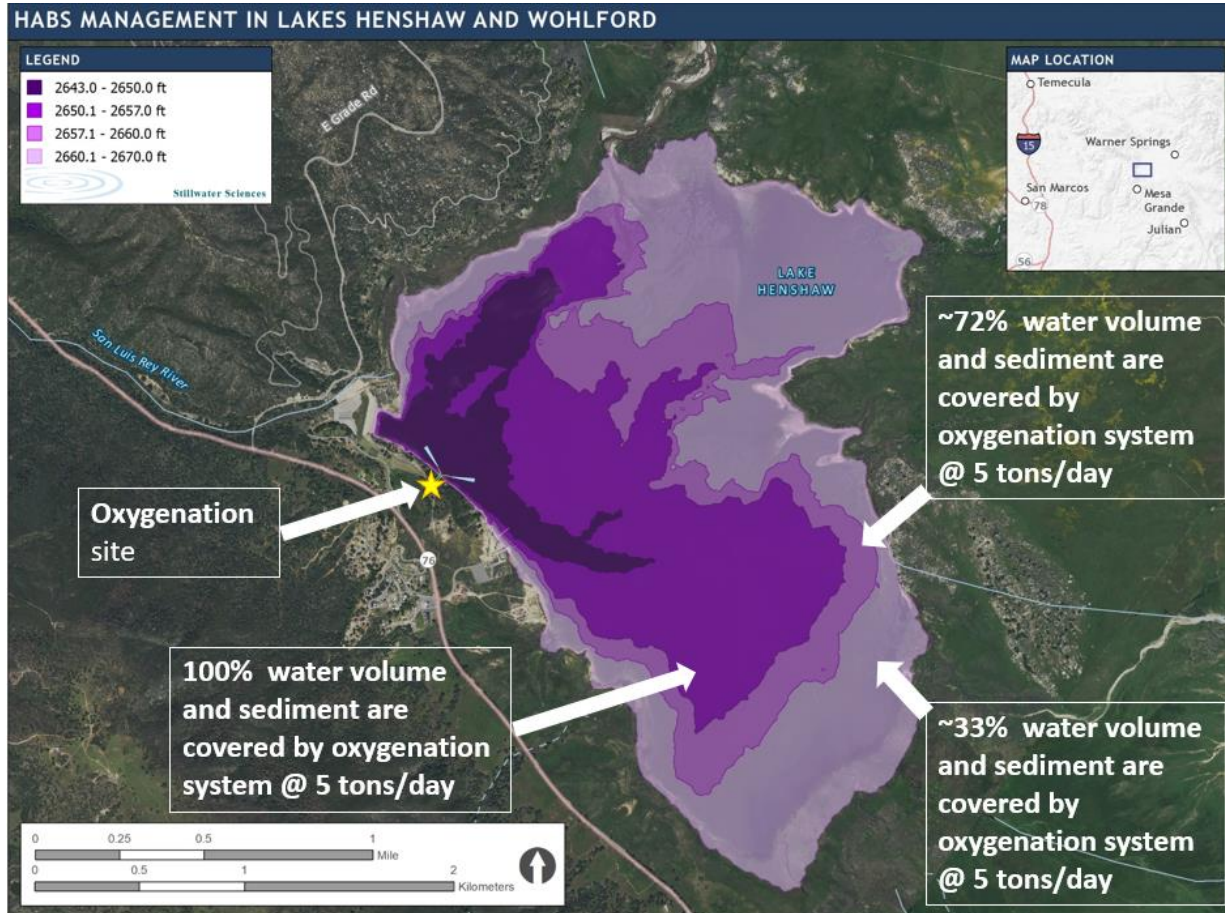 HABS MANAGEMENT IN LAKES HENSHAW AND WOHLFORD
LEGEND
2643.0 - 2650.0 ft
2650.1 - 2657.0 ft
2657.1 - 2660.0 ft
2660.1 - 2670.0 ft
Stillwater Sciences
E Grade Rd
MAP LOCATION
Temecula
15
Warner Springs
San Marcos
78
Mesa
Grande
Julian
56
LAKE
HENSHAW
San Luis Rey River
~72% water volume
and sediment are
covered by
oxygenation system
@ 5 tons/day
Oxygenation
site
76
100% water volume
and sediment are
covered by oxygenation
system @ 5 tons/day
~33% water volume
and sediment are
covered by
oxygenation system
@ 5 tons/day
0 0.25 0.5 1
Mile
0 0.5 1 2
Kilometers